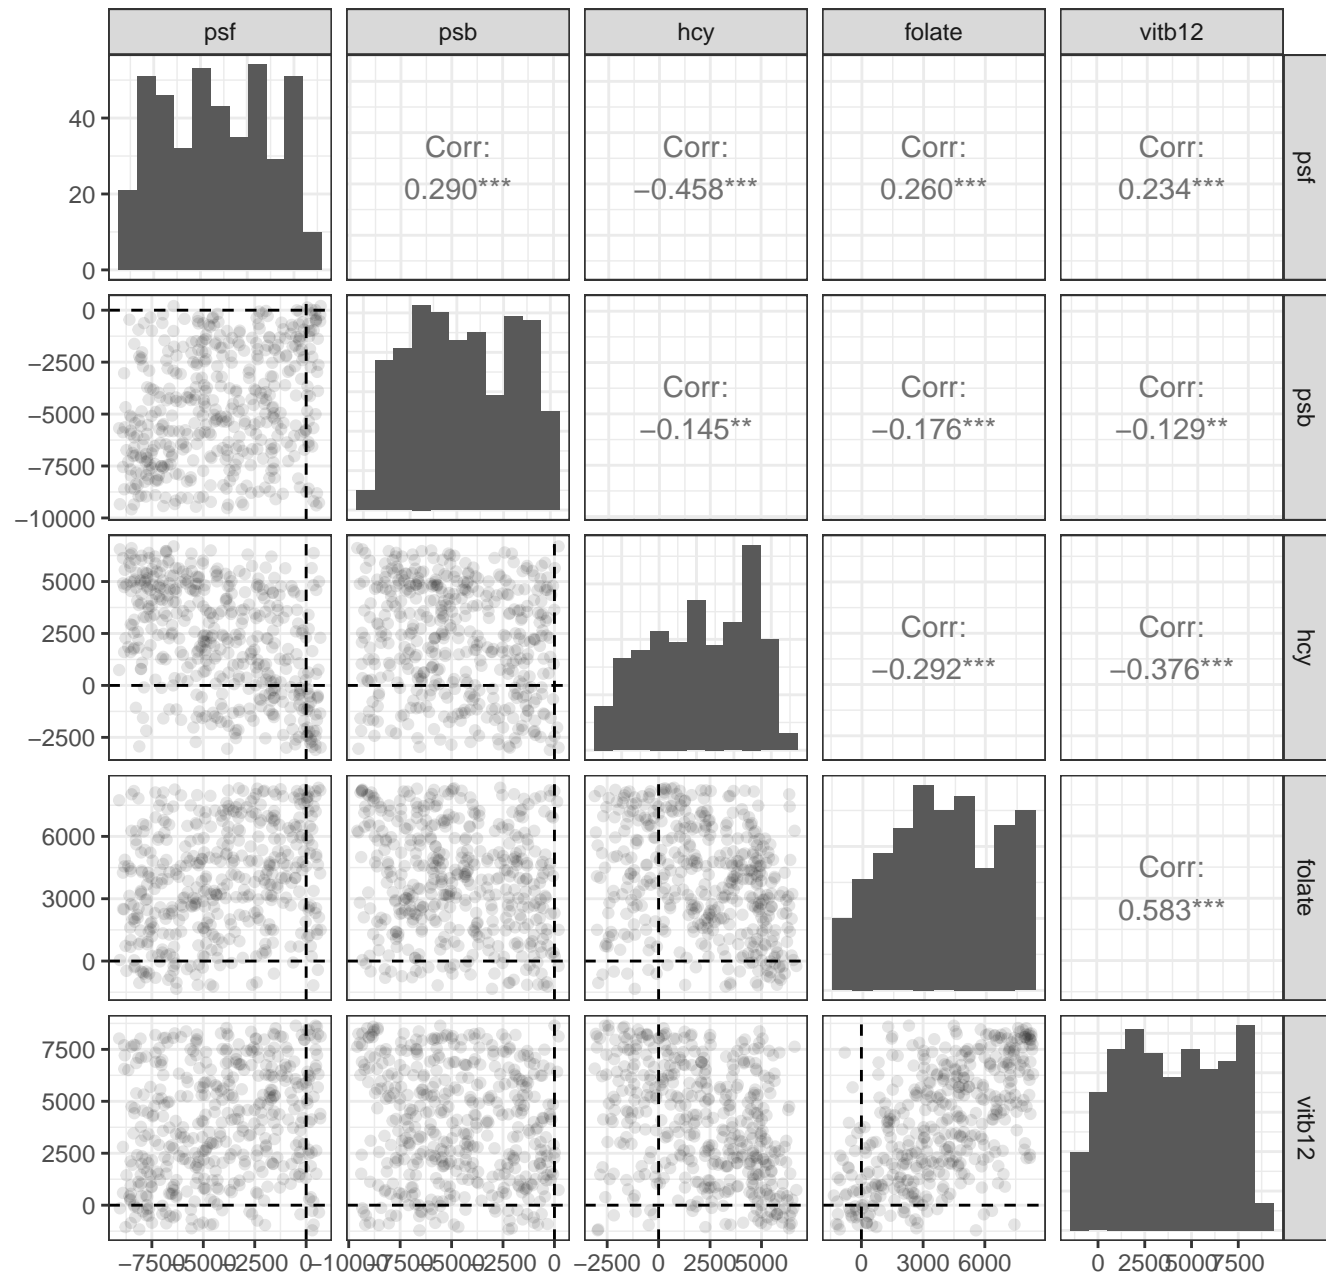 psf psb hcy folate vitb12
40
20
0
Corr:
0.290***
Corr:
−0.458***
Corr:
0.260***
Corr:
0.234***
psf
0
−2500
−5000
−7500
−10000
Corr:
−0.145**
Corr:
−0.176***
Corr:
−0.129**
psb
5000
2500
0
−2500
Corr:
−0.292***
Corr:
−0.376***
hcy
6000
3000
0
Corr:
0.583***
folate
7500
5000
2500
0
vitb12
−7500 −5000 −2500 0 −10000 −7500 −5000 −2500 0 −2500 0 2500 5000 0 3000 6000 0 2500 5000 7500